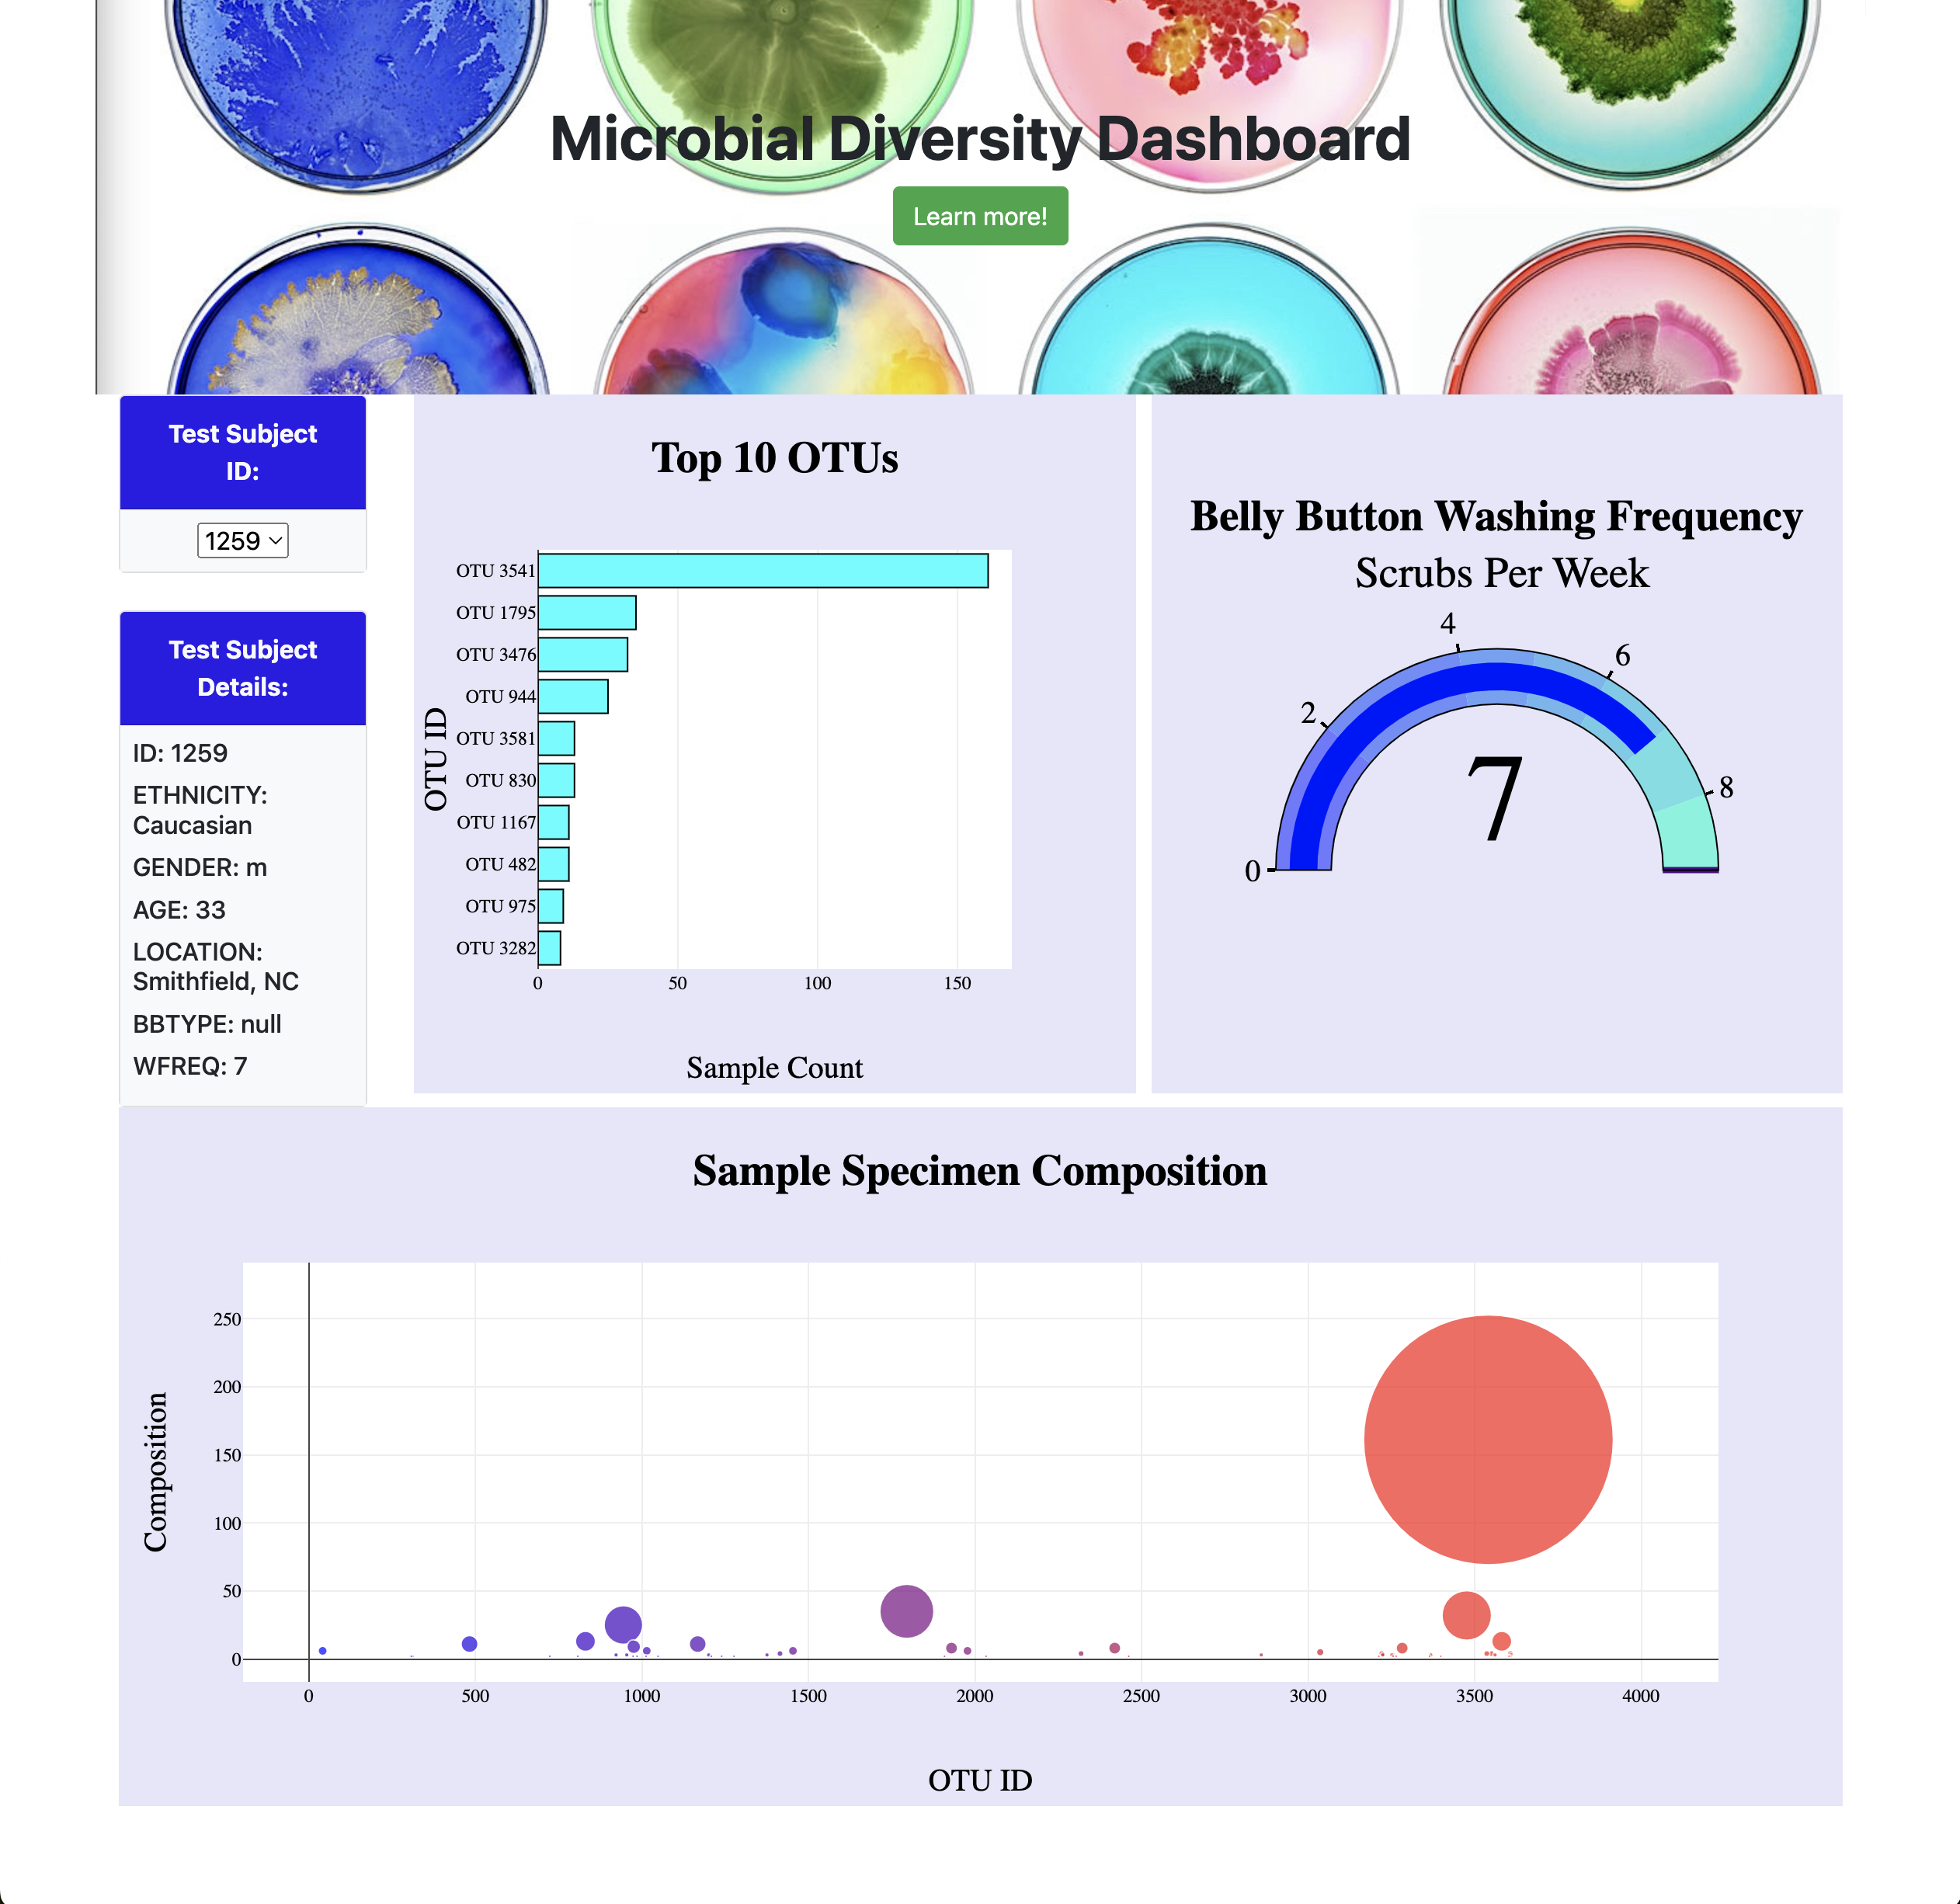 Microbial Diversity Dashboard
Learn more!
Test Subject
ID:
1259
Test Subject
Details:
ID: 1259
ETHNICITY:
Caucasian
GENDER: m
AGE: 33
LOCATION:
Smithfield, NC
BBTYPE: null
WFREQ: 7
Top 10 OTUs
OTU ID
OTU 3541
OTU 1795
OTU 3476
OTU 944
OTU 3581
OTU 830
OTU 1167
OTU 482
OTU 975
OTU 3282
0 50 100 150
Sample Count
Belly Button Washing Frequency
Scrubs Per Week
0
2
4
6
8
7
Sample Specimen Composition
Composition
250
200
150
100
50
0
0 500 1000 1500 2000 2500 3000 3500 4000
OTU ID